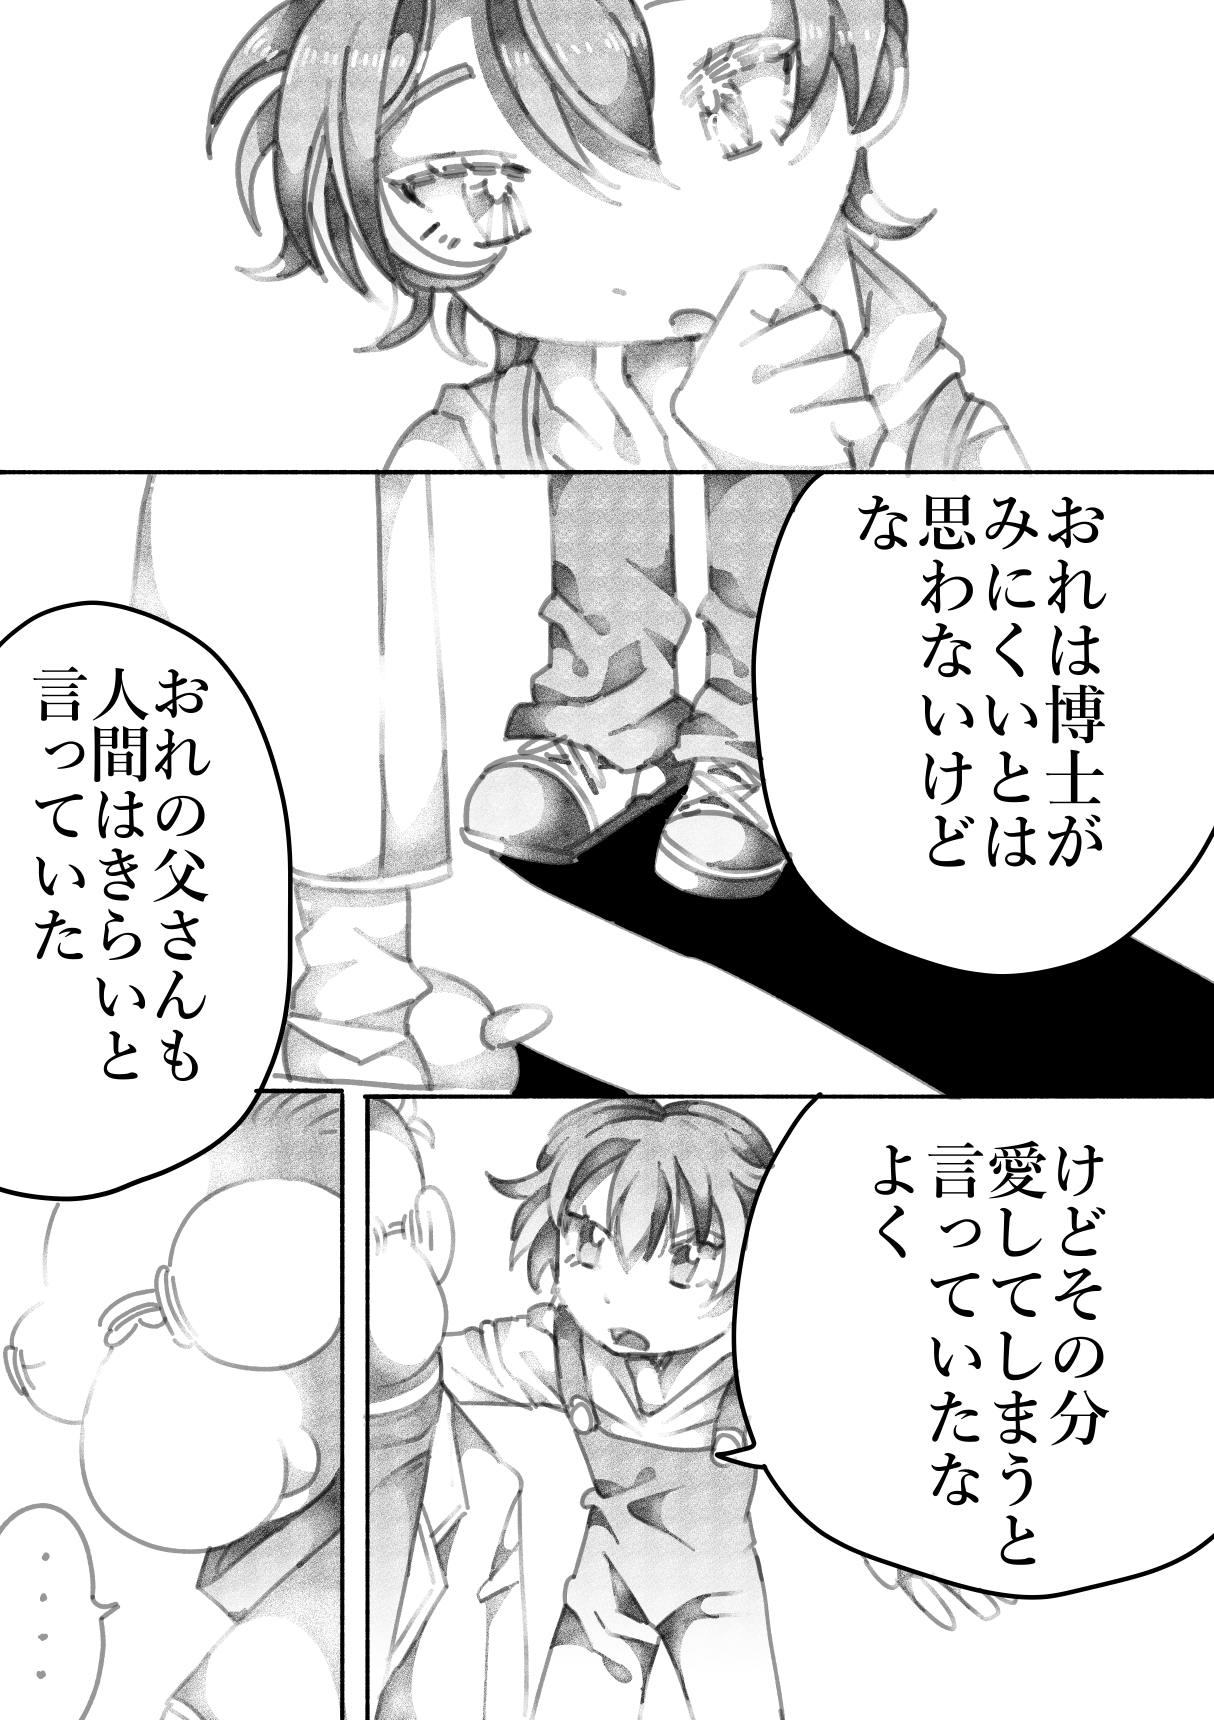 おれは博士が
みにくいとは
思わないけど
な
おれの父さんも
人間はきらいと
言っていた
けどその分
愛してしまうと
言っていたな
よく
・・・・